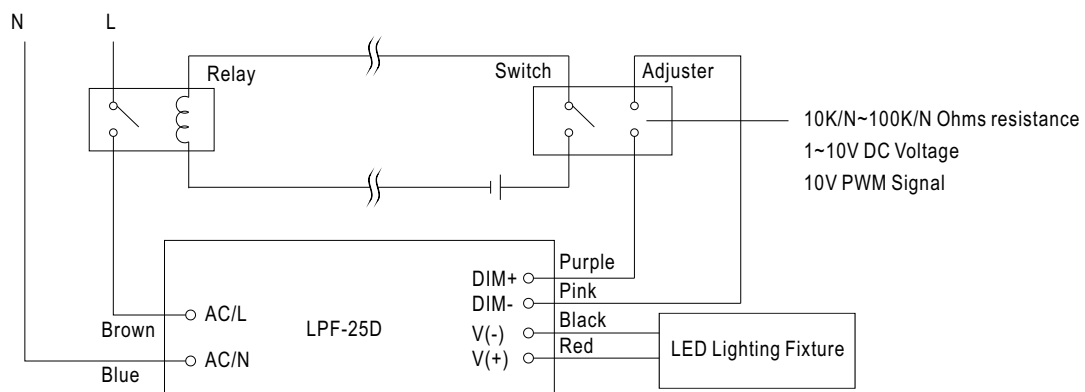 N
L
Relay
Switch
Adjuster
10K/N~100K/N Ohms resistance
1~10V DC Voltage
10V PWM Signal
Purple
DIM+
Pink
DIM-
Black
V(-)
Red
V(+)
Brown
AC/L
LPF-25D
AC/N
Blue
LED Lighting Fixture